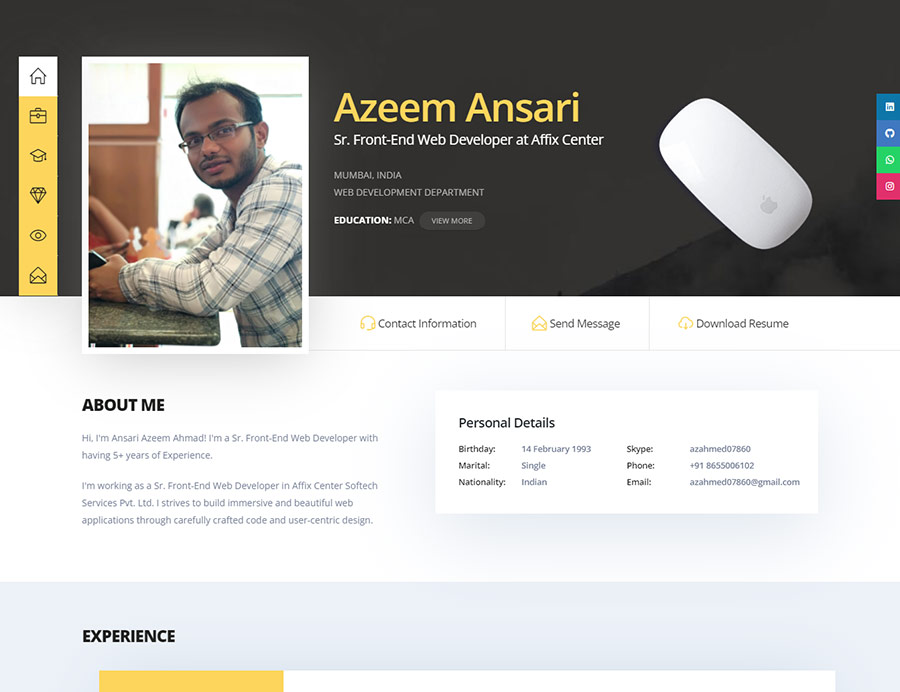 Azeem Ansari
Sr. Front-End Web Developer at Affix Center
MUMBAI, INDIA
WEB DEVELOPMENT DEPARTMENT
EDUCATION: MCA VIEW MORE
Contact Information Send Message Download Resume
ABOUT ME
Hi, I'm Ansari Azeem Ahmad! I'm a Sr. Front-End Web Developer with
having 5+ years of Experience.
I'm working as a Sr. Front-End Web Developer in Affix Center Softech
Services Pvt. Ltd. I strives to build immersive and beautiful web
applications through carefully crafted code and user-centric design.
Personal Details
Birthday: 14 February 1993 Skype: azahmed07860
Marital: Single Phone: +91 8655006102
Nationality: Indian Email: azahmed07860@gmail.com
EXPERIENCE